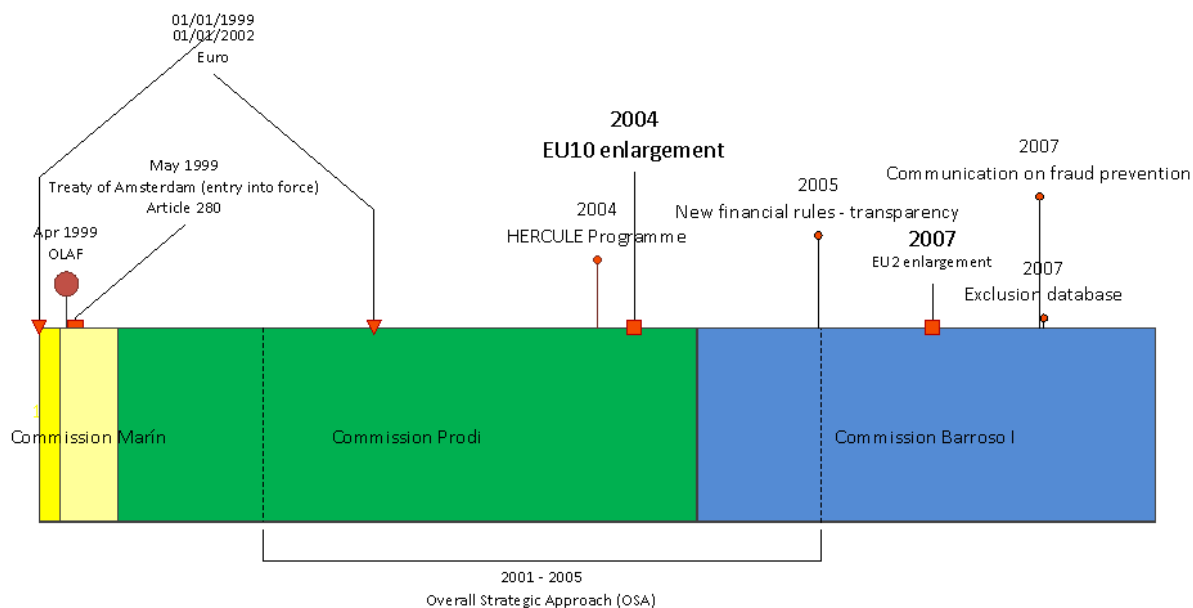 01/01/1999
01/01/2002
Euro
May 1999
Treaty of Amsterdam (entry into force)
Article 280
Apr 1999
OLAF
2004
EU10 enlargement
2004
HERCULE Programme
2005
New financial rules - transparency
2007
EU2 enlargement
2007
Communication on fraud prevention
2007
Exclusion database
1
Commission Marín
Commission Prodi
Commission Barroso I
2001 - 2005
Overall Strategic Approach (OSA)